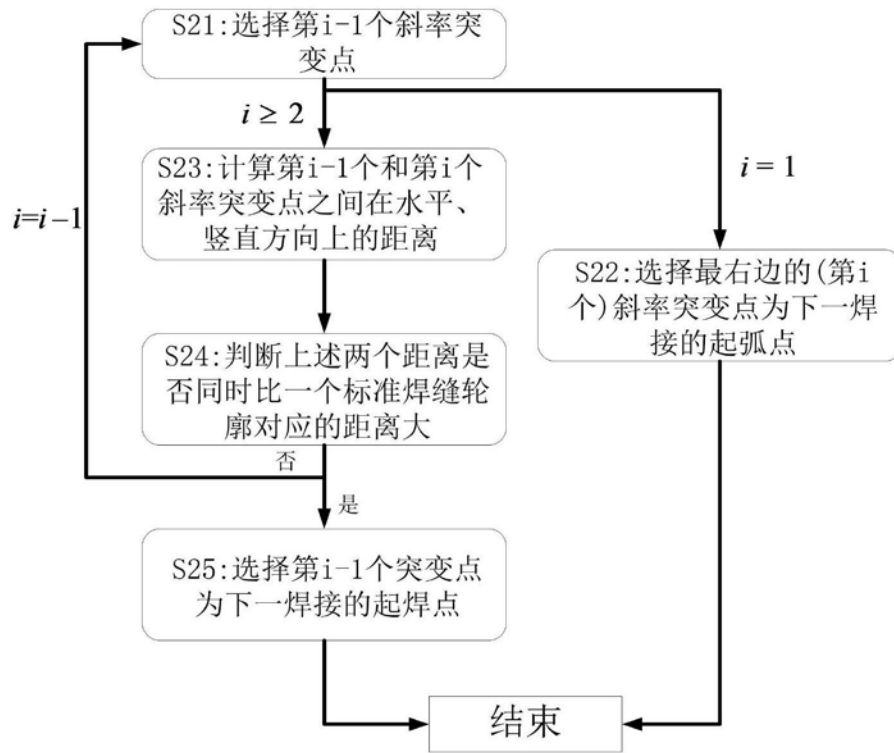 S21:选择第i-1个斜率突
变点
i ≥ 2
S23:计算第i-1个和第i个
斜率突变点之间在水平、
竖直方向上的距离
i = 1
i=i-1
S22:选择最右边的(第i
个)斜率突变点为下一焊
接的起弧点
S24:判断上述两个距离是
否同时比一个标准焊缝轮
廓对应的距离大
否
是
S25:选择第i-1个突变点
为下一焊接的起焊点
结束